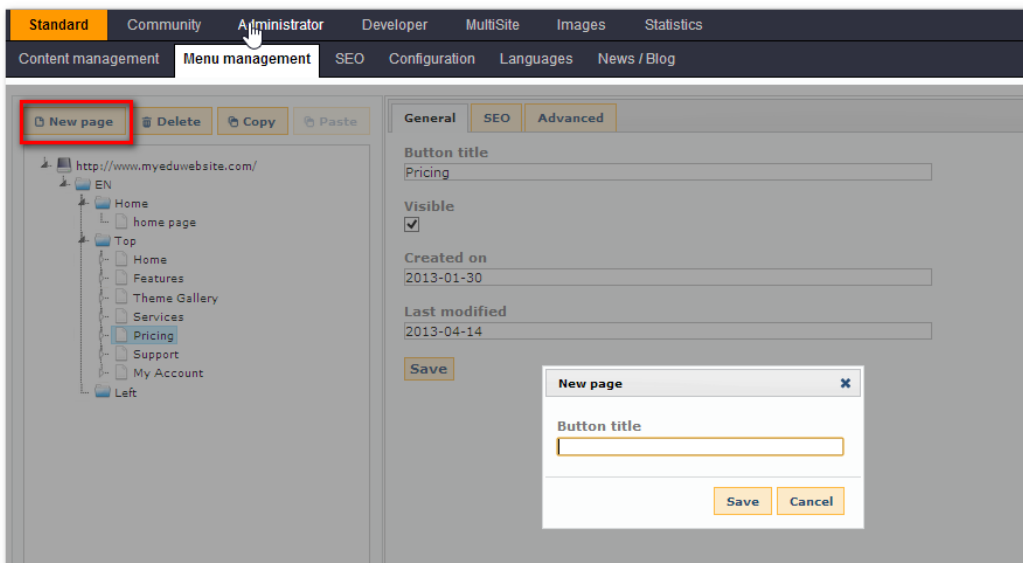 Standard Community Administrator Developer MultiSite Images Statistics
Content management Menu management SEO Configuration Languages News / Blog
New page Delete Copy Paste
http://www.myeduwebsite.com/
EN
Home
home page
Top
Home
Features
Theme Gallery
Services
Pricing
Support
My Account
Left
General SEO Advanced
Button title
Pricing
Visible
Created on
2013-01-30
Last modified
2013-04-14
Save
New page
Button title
Save Cancel